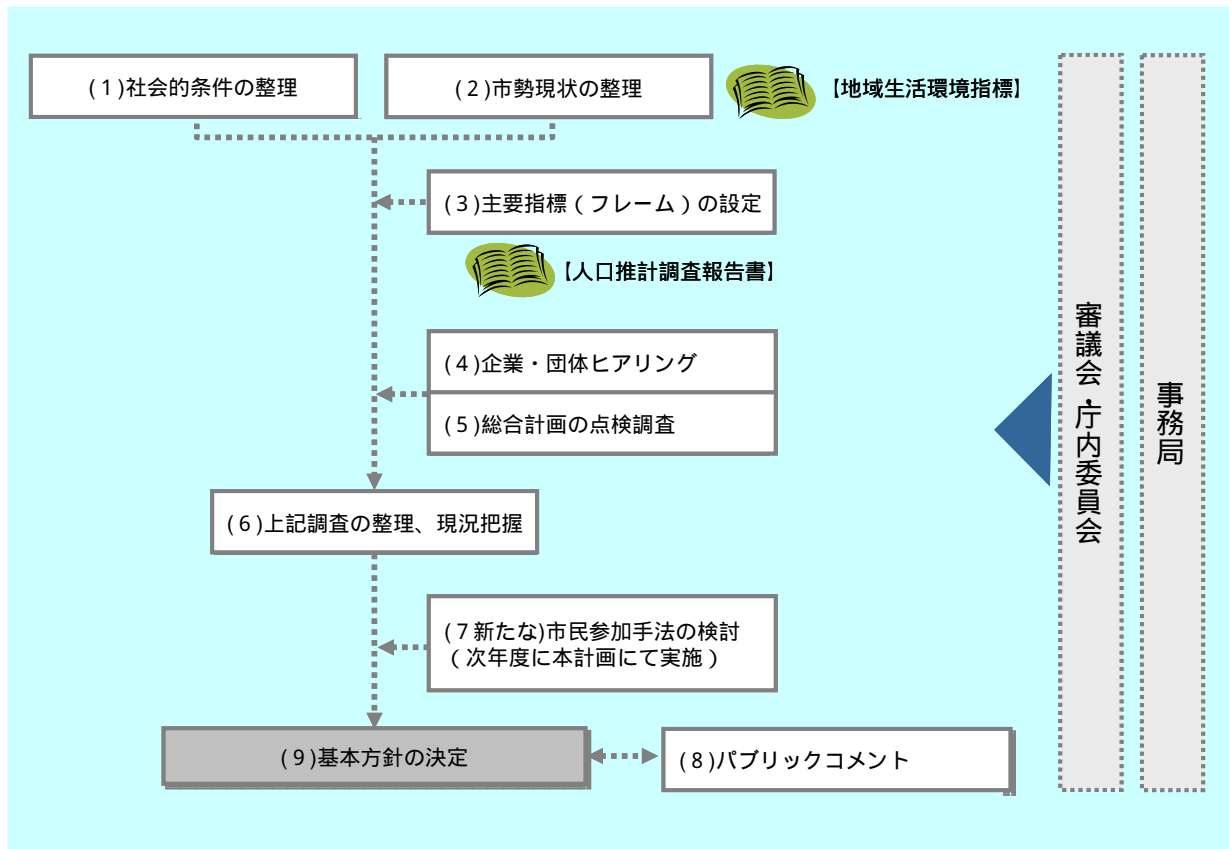 (1)社会的条件の整理
(2)市勢現状の整理
【地域生活環境指標】
(3)主要指標(フレーム)の設定
【人口推計調査報告書】
(4)企業・団体ヒアリング
(5)総合計画の点検調査
(6)上記調査の整理、現況把握
(7新たな)市民参加手法の検討
(次年度に本計画にて実施)
(9)基本方針の決定
(8)パブリックコメント
審議会・庁内委員会
事務局